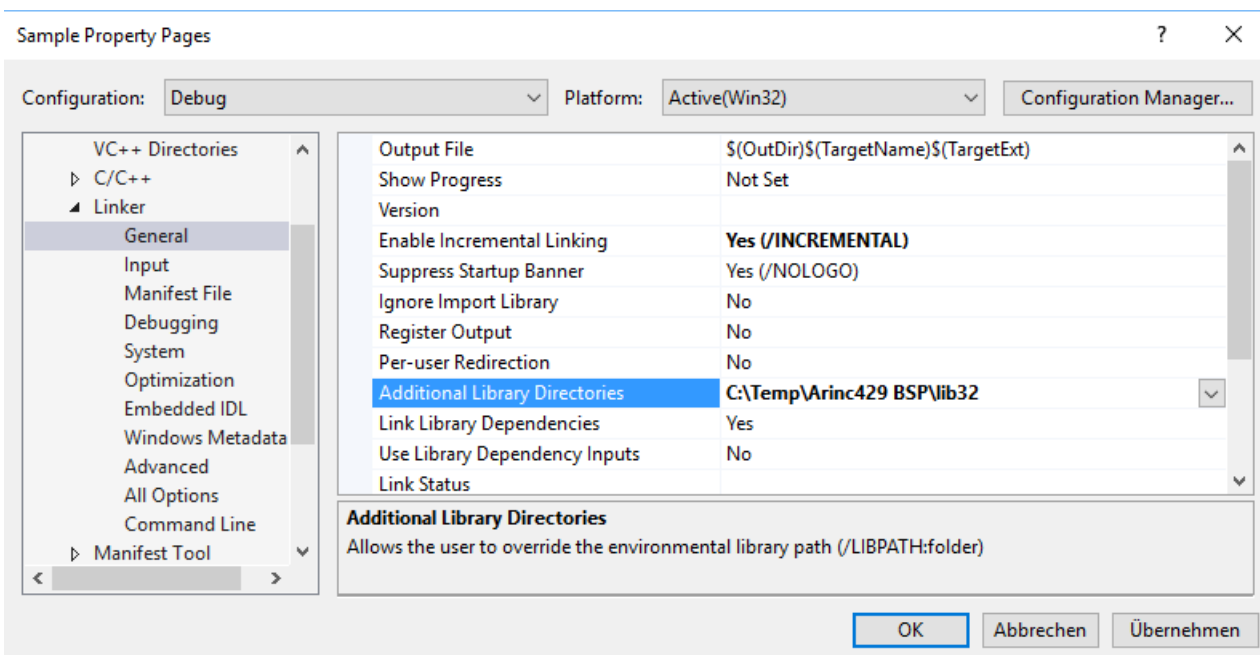 Sample Property Pages
?
Configuration: Debug Platform: Active(Win32) Configuration Manager...
VC++ Directories
C/C++
Linker
General
Input
Manifest File
Debugging
System
Optimization
Embedded IDL
Windows Metadata
Advanced
All Options
Command Line
Manifest Tool
Output File $(OutDir)$(TargetName)$(TargetExt)
Show Progress Not Set
Version
Enable Incremental Linking Yes (/INCREMENTAL)
Suppress Startup Banner Yes (/NOLOGO)
Ignore Import Library No
Register Output No
Per-user Redirection No
Additional Library Directories C:\Temp\Arinc429 BSP\lib32
Link Library Dependencies Yes
Use Library Dependency Inputs No
Link Status
Additional Library Directories
Allows the user to override the environmental library path (/LIBPATH:folder)
OK Abbrechen Übernehmen